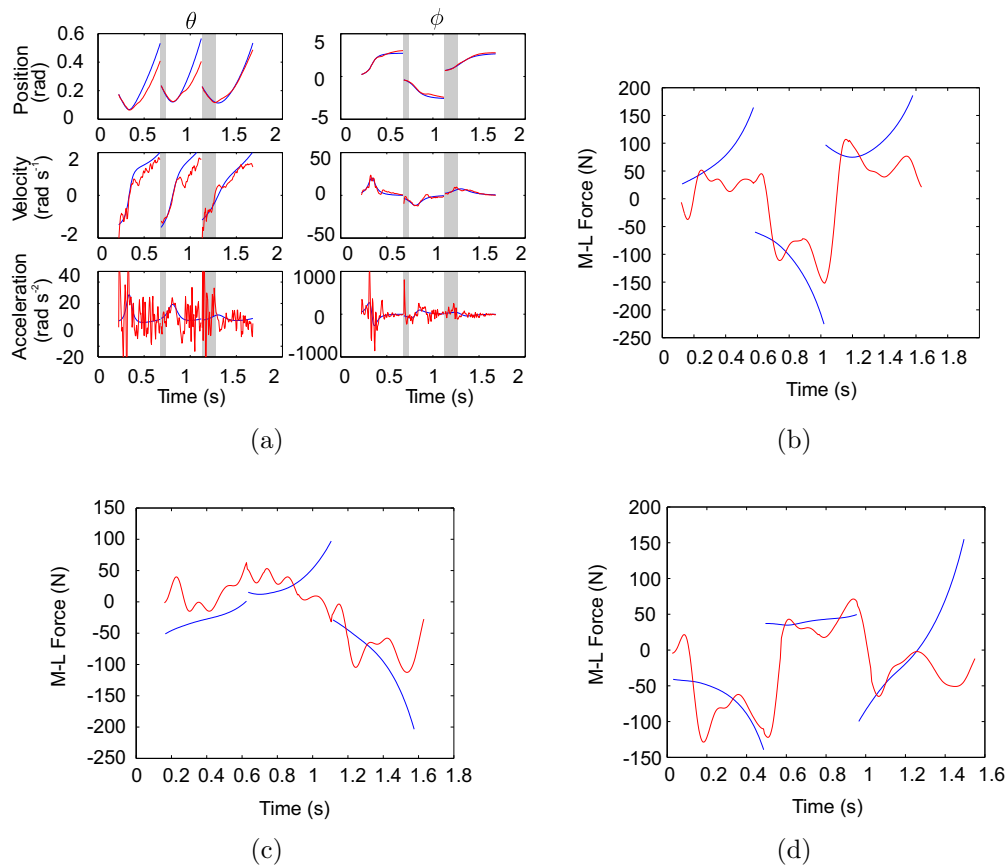 θ
ϕ
Position
(rad)
0.6
0.4
0.2
0
0 0.5 1 1.5 2
5
0
-5
0 0.5 1 1.5 2
Velocity
(rad s⁻¹)
2
0
-2
0 0.5 1 1.5 2
50
0
-50
0 0.5 1 1.5 2
Acceleration
(rad s⁻²)
40
20
0
-20
0 0.5 1 1.5 2
Time (s)
1000
0
-1000
0 0.5 1 1.5 2
Time (s)
(a)
M-L Force (N)
200
150
100
50
0
-50
-100
-150
-200
-250
0 0.2 0.4 0.6 0.8 1 1.2 1.4 1.6 1.8
Time (s)
(b)
M-L Force (N)
150
100
50
0
-50
-100
-150
-200
-250
0 0.2 0.4 0.6 0.8 1 1.2 1.4 1.6 1.8
Time (s)
(c)
M-L Force (N)
200
150
100
50
0
-50
-100
-150
0 0.2 0.4 0.6 0.8 1 1.2 1.4 1.6
Time (s)
(d)